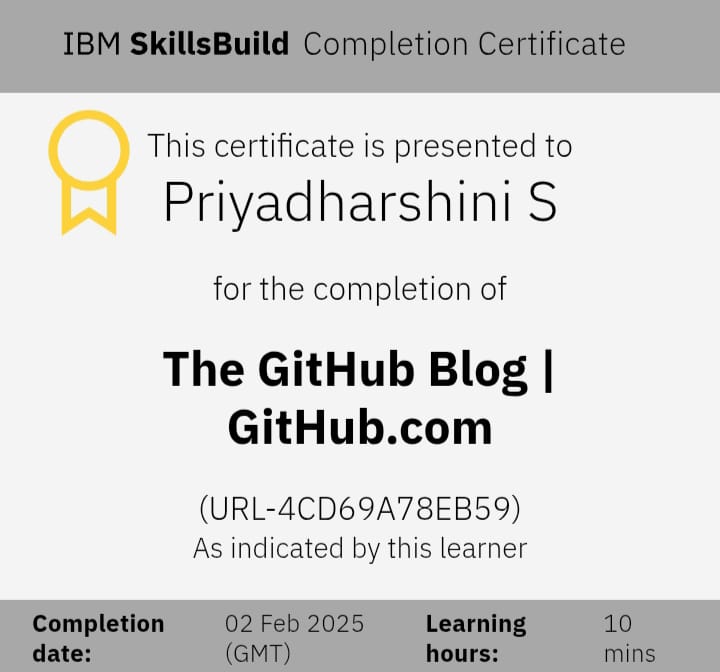 IBM SkillsBuild Completion Certificate
This certificate is presented to
Priyadharshini S
for the completion of
The GitHub Blog |
GitHub.com
(URL-4CD69A78EB59)
As indicated by this learner
Completion date: 02 Feb 2025 (GMT)
Learning hours: 10 mins